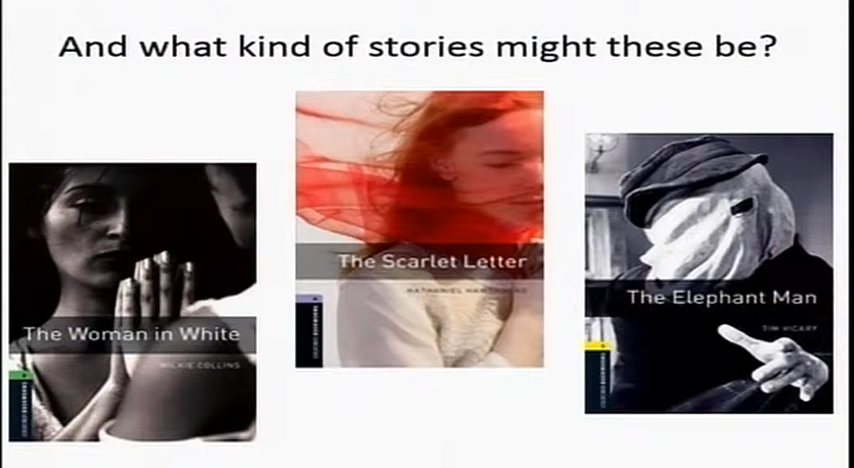 And what kind of stories might these be?
The Woman in White
WILKIE COLLINS
The Scarlet Letter
NATHANIEL HAWTHORNE
The Elephant Man
TIM VICARY